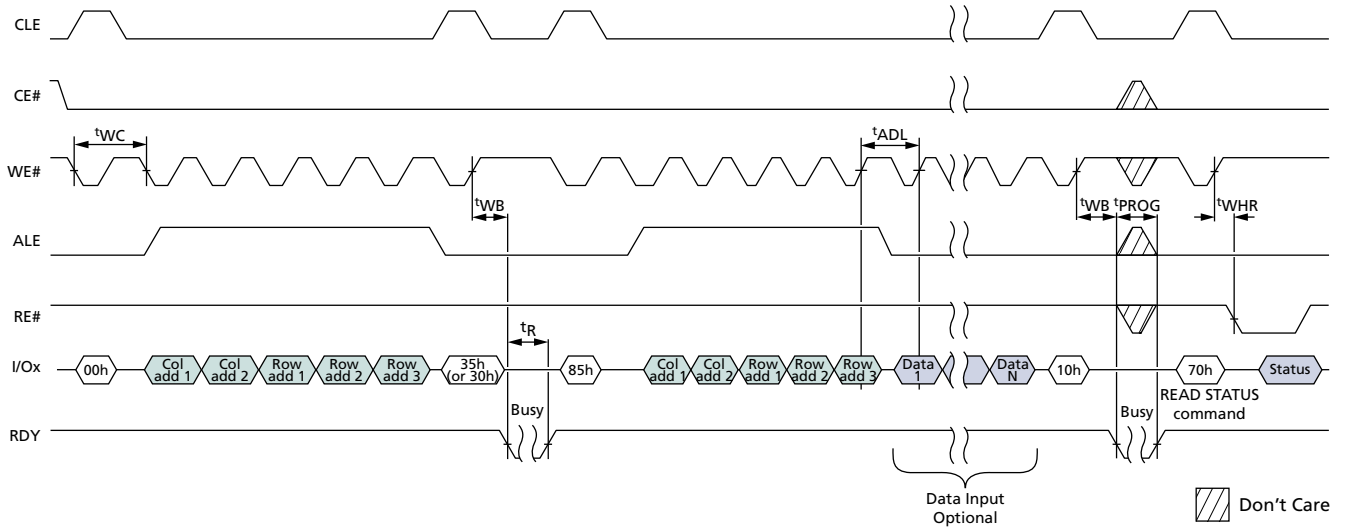 CLE
CE#
tWC
tADL
WE#
tWB
tWB
tPROG
tWHR
ALE
RE#
tR
I/Ox
00h
Col
add 1
Col
add 2
Row
add 1
Row
add 2
Row
add 3
35h
(or 30h)
85h
Col
add 1
Col
add 2
Row
add 1
Row
add 2
Row
add 3
Data
1
Data
N
10h
70h
Status
READ STATUS
command
Busy
Busy
RDY
Data Input
Optional
Don't Care